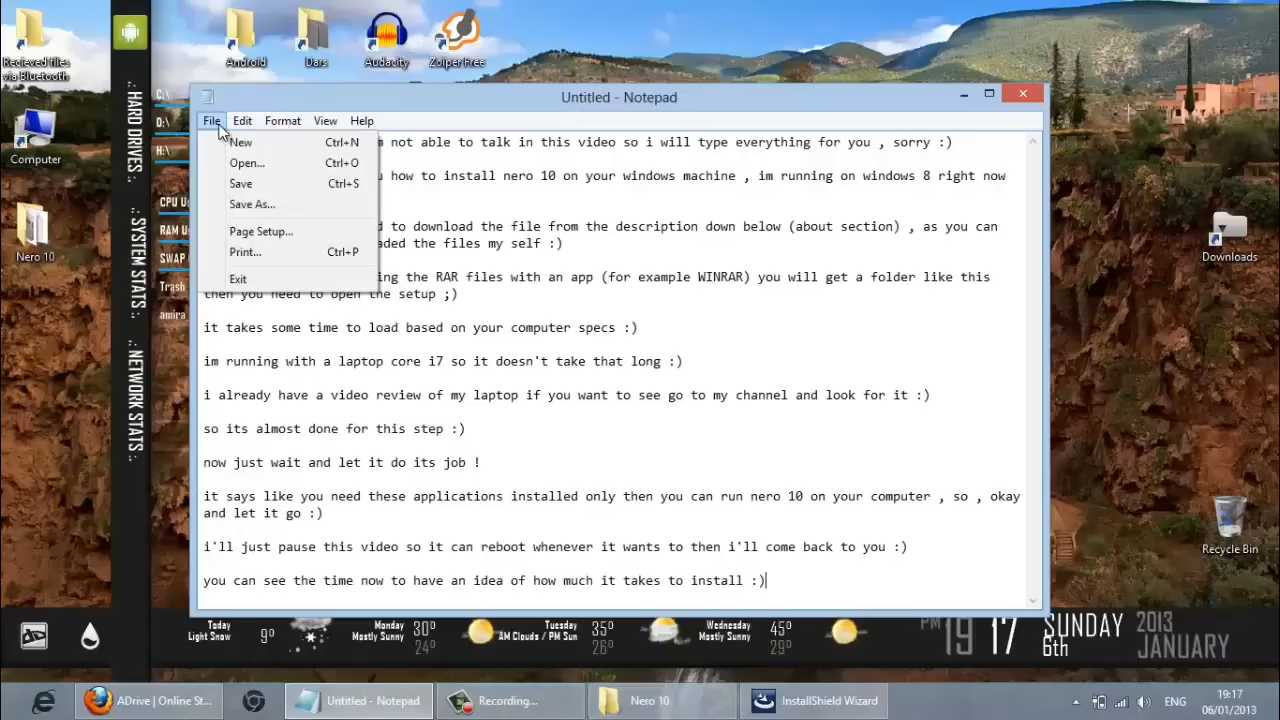 Recieved files
via Bluetooth
Android
Dars
Audacity
ZoiperFree
Computer
Nero 10
Downloads
Recycle Bin
.: HARD DRIVES :.
.: SYSTEM STATS :.
.: NETWORK STATS :.
C:\
D:\
H:\
CPU Us
RAM Us
SWAP
Trash
amira
Untitled - Notepad
File Edit Format View Help
New Ctrl+N
Open... Ctrl+O
Save Ctrl+S
Save As...
Page Setup...
Print... Ctrl+P
Exit
m not able to talk in this video so i will type everything for you , sorry :)
u how to install nero 10 on your windows machine , im running on windows 8 right now
d to download the file from the description down below (about section) , as you can
aded the files my self :)
ing the RAR files with an app (for example WINRAR) you will get a folder like this
then you need to open the setup ;)
it takes some time to load based on your computer specs :)
im running with a laptop core i7 so it doesn't take that long :)
i already have a video review of my laptop if you want to see go to my channel and look for it :)
so its almost done for this step :)
now just wait and let it do its job !
it says like you need these applications installed only then you can run nero 10 on your computer , so , okay
and let it go :)
i'll just pause this video so it can reboot whenever it wants to then i'll come back to you :)
you can see the time now to have an idea of how much it takes to install :)
Today
Light Snow
9°
Monday
Mostly Sunny
30°
24°
Tuesday
AM Clouds / PM Sun
35°
26°
Wednesday
Mostly Sunny
45°
29°
PM 19 17 SUNDAY 6th 2013 JANUARY
ADrive | Online St...
Untitled - Notepad
Recording...
Nero 10
InstallShield Wizard
ENG
19:17
06/01/2013